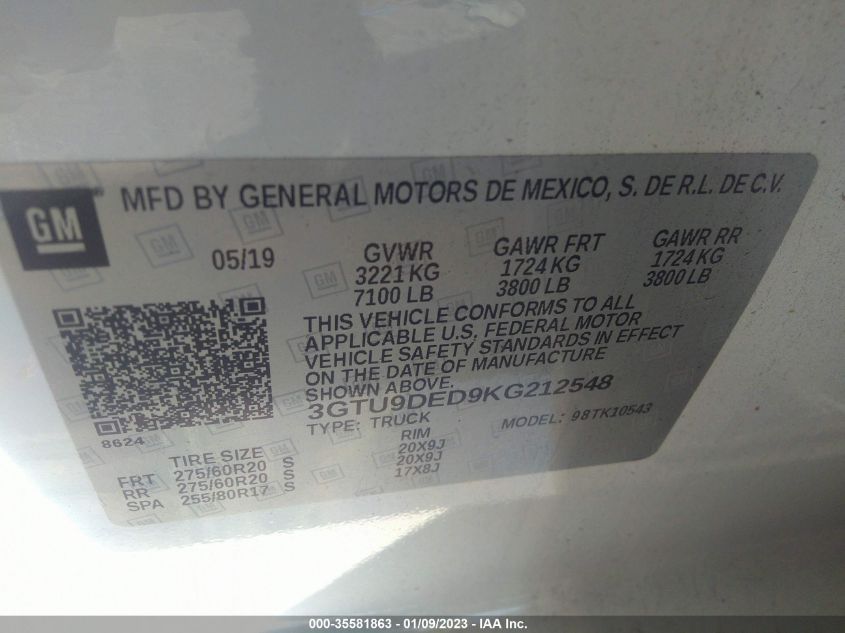 GM
MFD BY GENERAL MOTORS DE MEXICO, S. DE R.L. DE C.V.
05/19
GVWR
3221 KG
7100 LB
GAWR FRT
1724 KG
3800 LB
GAWR RR
1724 KG
3800 LB
THIS VEHICLE CONFORMS TO ALL
APPLICABLE U.S. FEDERAL MOTOR
VEHICLE SAFETY STANDARDS IN EFFECT
ON THE DATE OF MANUFACTURE
SHOWN ABOVE.
3GTU9DED9KG212548
TYPE: TRUCK MODEL: 98TK10543
8624
TIRE SIZE RIM
FRT 275/60R20 S 20X9J
RR 275/60R20 S 20X9J
SPA 255/80R17 S 17X8J
000-35581863 - 01/09/2023 - IAA Inc.